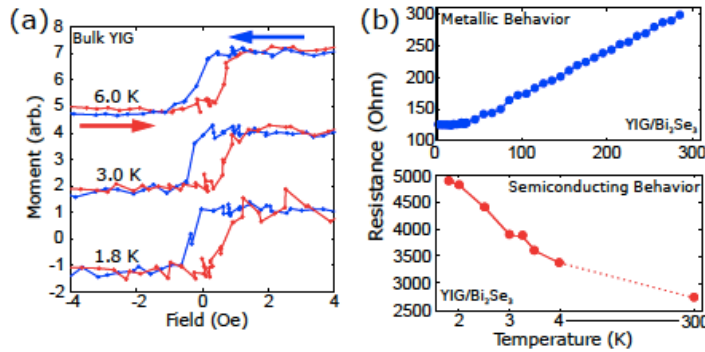 (a)
Bulk YIG
6.0 K
3.0 K
1.8 K
Moment (arb.)
8
7
6
5
4
3
2
1
0
-1
-2
-4 -2 0 2 4
Field (Oe)
(b)
Metallic Behavior
YIG/Bi₂Se₃
300
250
200
150
100
0 100 200 300
Resistance (Ohm)
Semiconducting Behavior
YIG/Bi₂Se₃
5000
4500
4000
3500
3000
2500
2 3 4 300
Temperature (K)